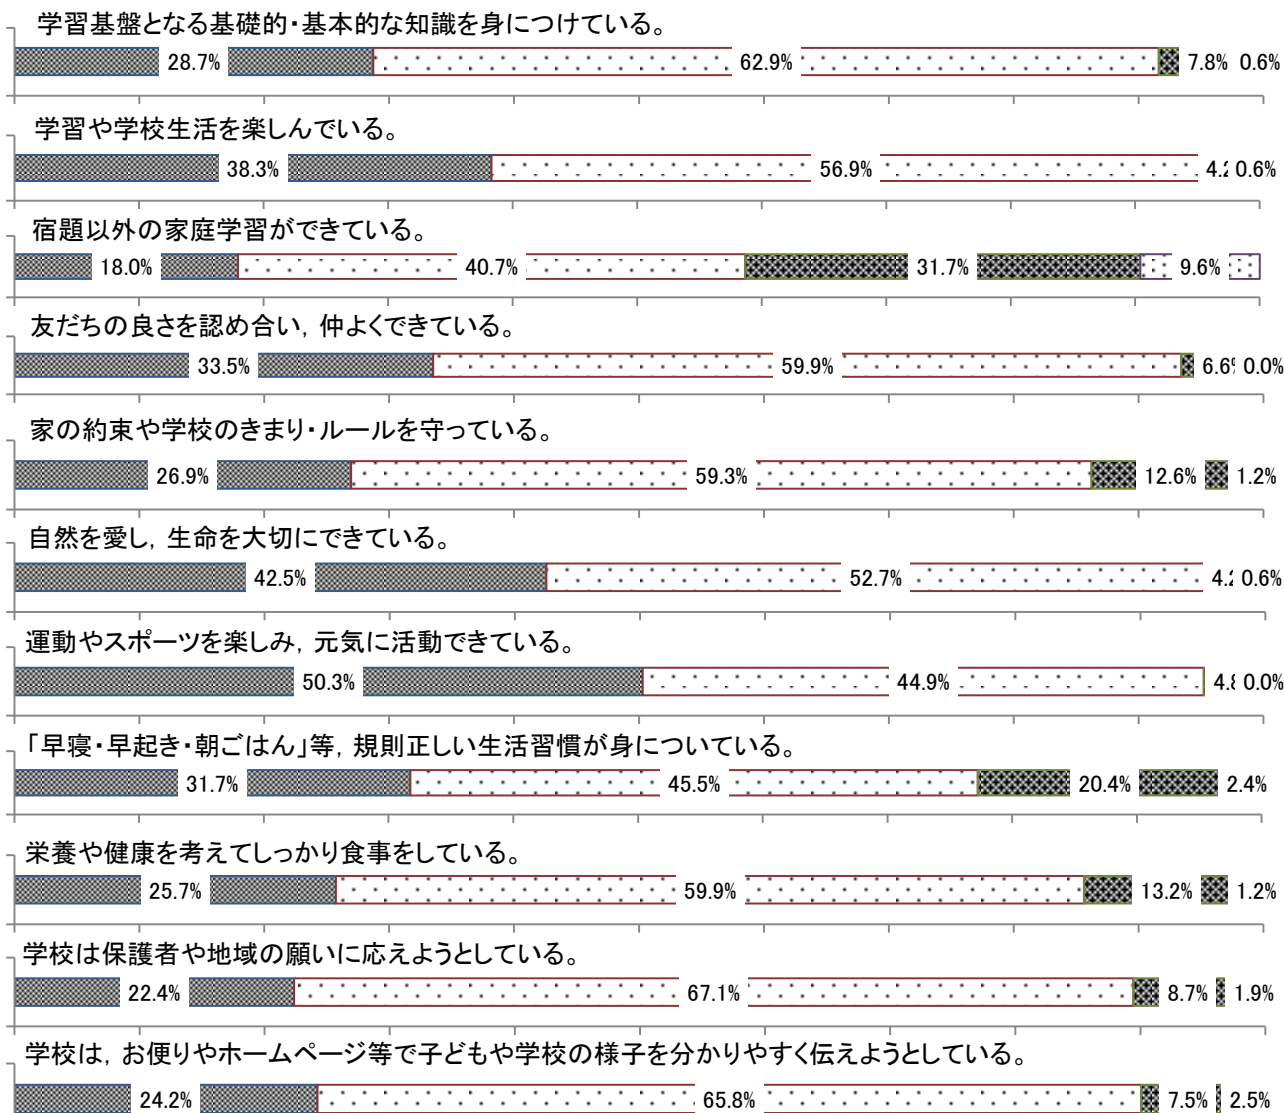 学習基盤となる基礎的・基本的な知識を身につけている。
28.7% 62.9% 7.8% 0.6%
学習や学校生活を楽しんでいる。
38.3% 56.9% 4.2 0.6%
宿題以外の家庭学習ができている。
18.0% 40.7% 31.7% 9.6%
友だちの良さを認め合い，仲よくできている。
33.5% 59.9% 6.6% 0.0%
家の約束や学校のきまり・ルールを守っている。
26.9% 59.3% 12.6% 1.2%
自然を愛し，生命を大切にできている。
42.5% 52.7% 4.2 0.6%
運動やスポーツを楽しみ，元気に活動できている。
50.3% 44.9% 4.8 0.0%
「早寝・早起き・朝ごはん」等，規則正しい生活習慣が身についている。
31.7% 45.5% 20.4% 2.4%
栄養や健康を考えてしっかり食事をしている。
25.7% 59.9% 13.2% 1.2%
学校は保護者や地域の願いに応えようとしている。
22.4% 67.1% 8.7% 1.9%
学校は，お便りやホームページ等で子どもや学校の様子を分かりやすく伝えようとしている。
24.2% 65.8% 7.5% 2.5%